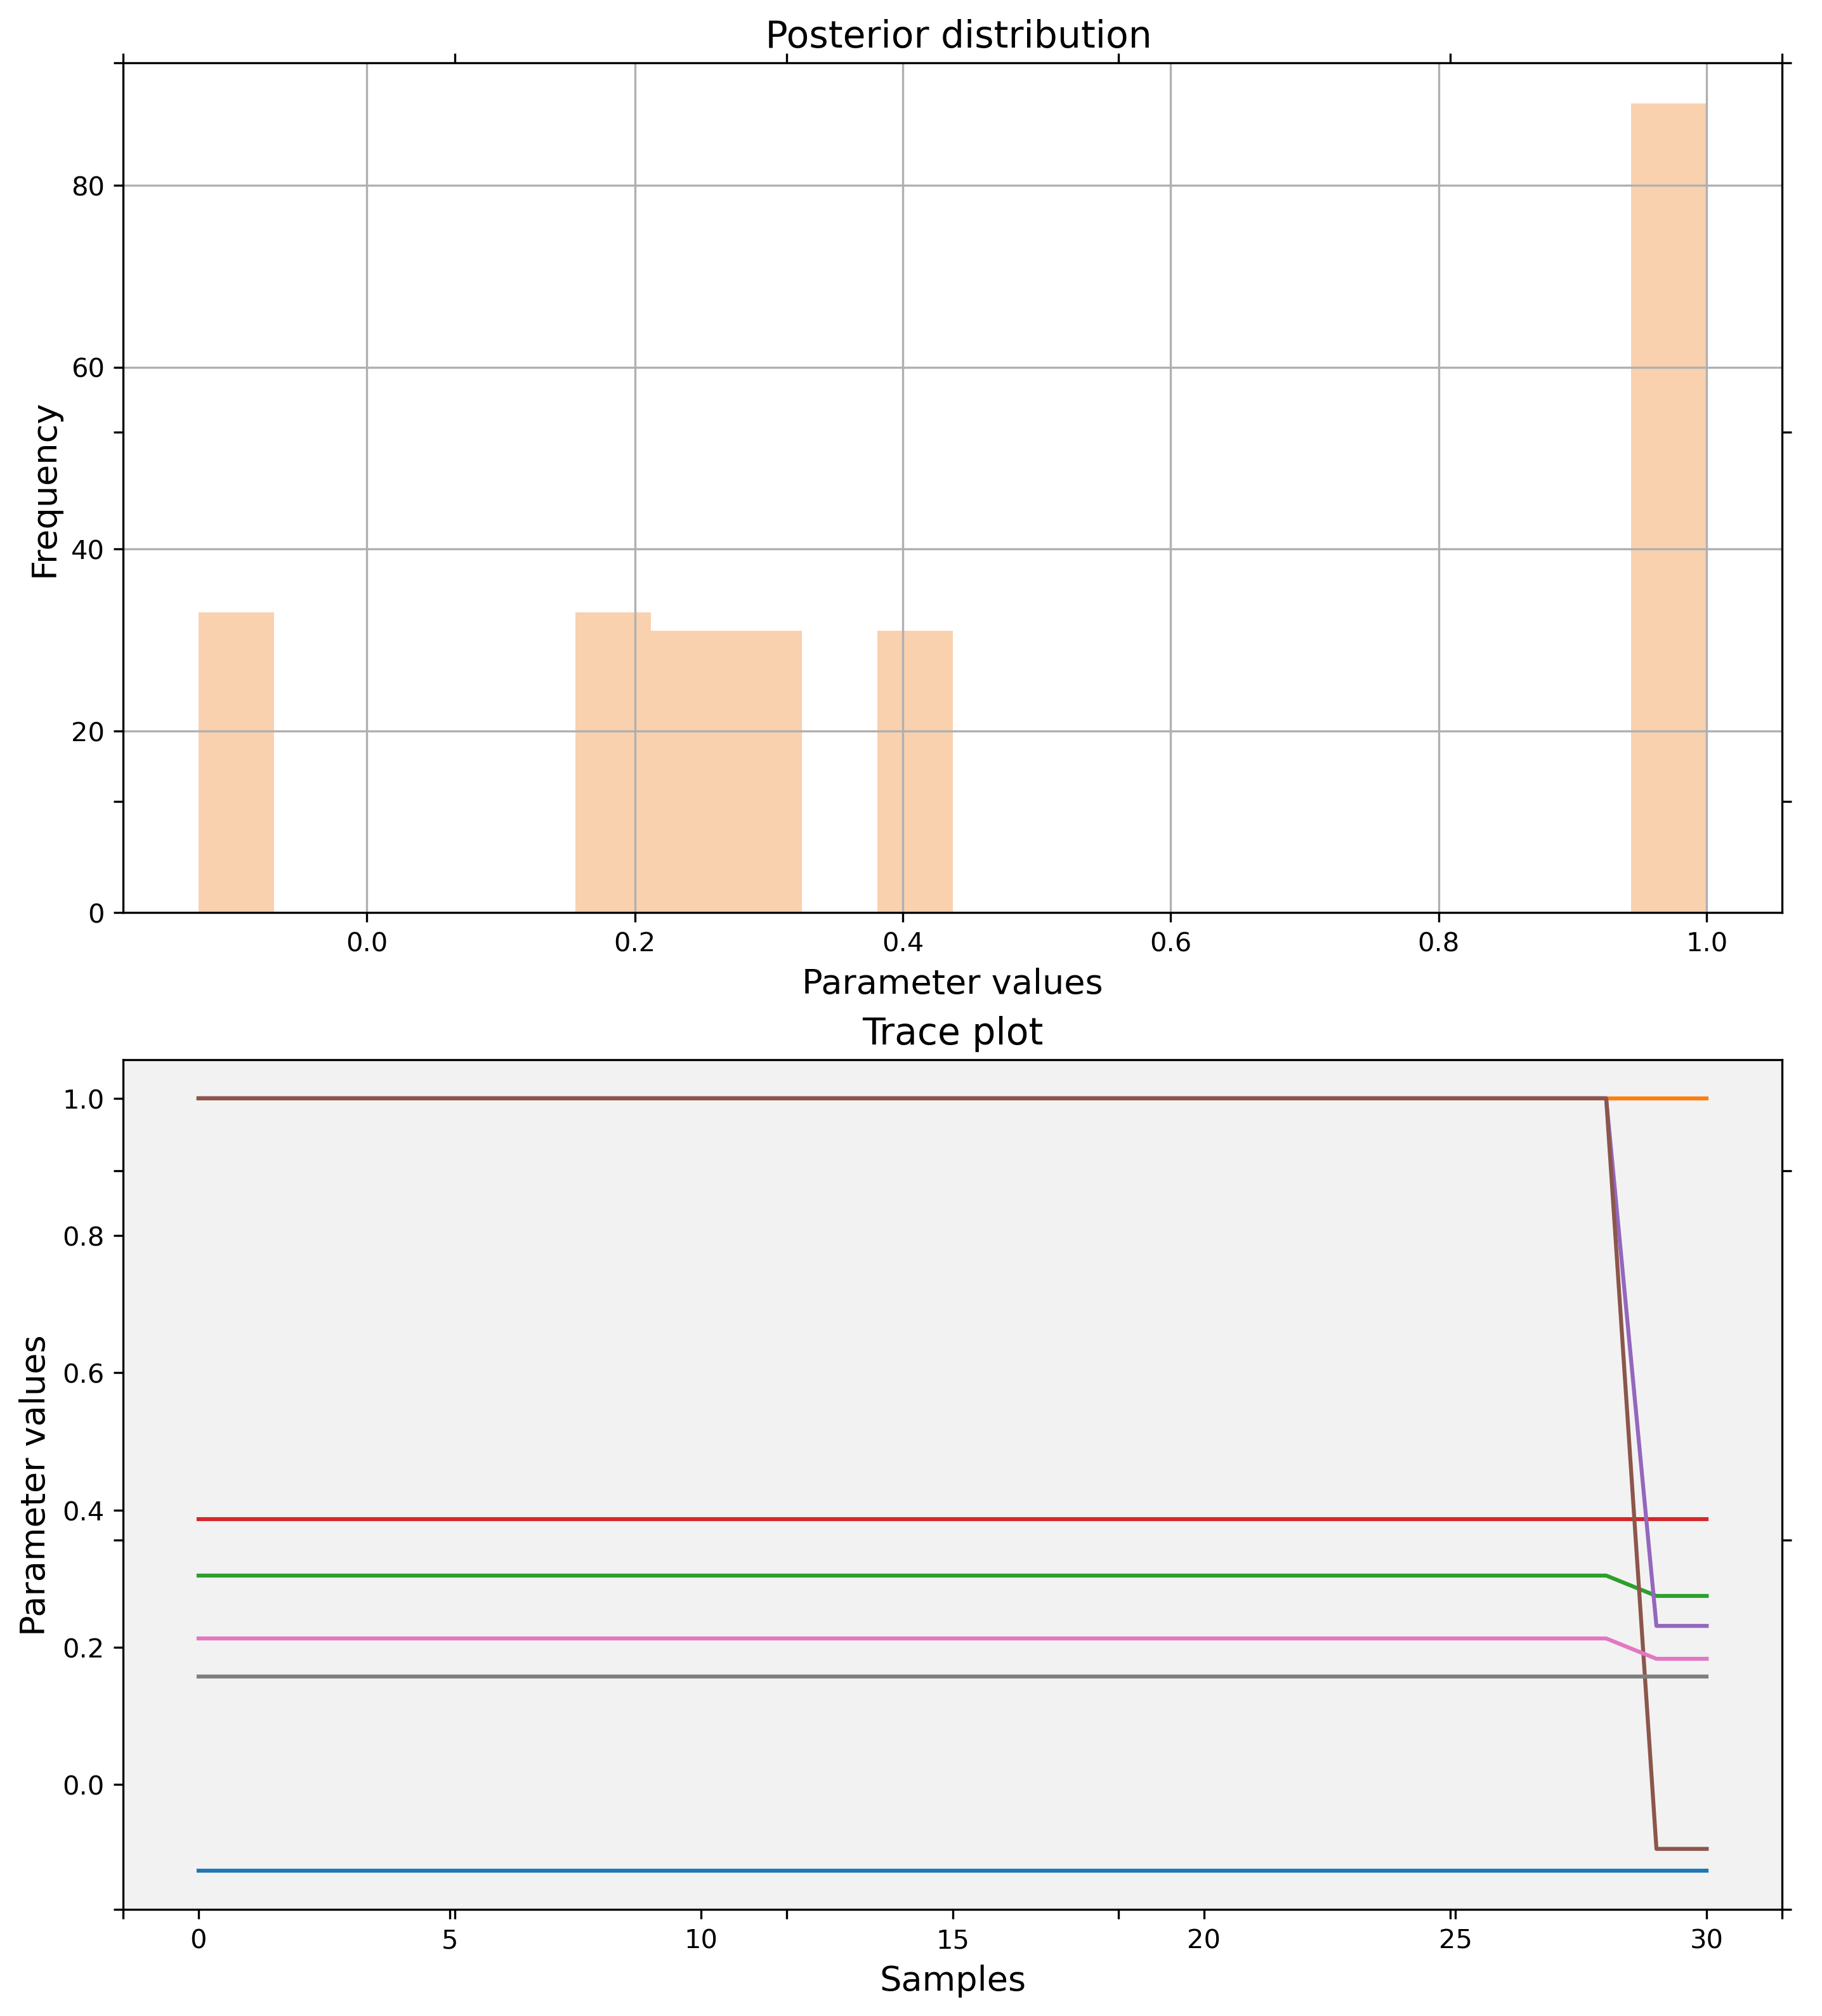 Posterior distribution
80
60
40
20
0
Frequency
0.0 0.2 0.4 0.6 0.8 1.0
Parameter values
Trace plot
1.0
0.8
0.6
0.4
0.2
0.0
Parameter values
0 5 10 15 20 25 30
Samples